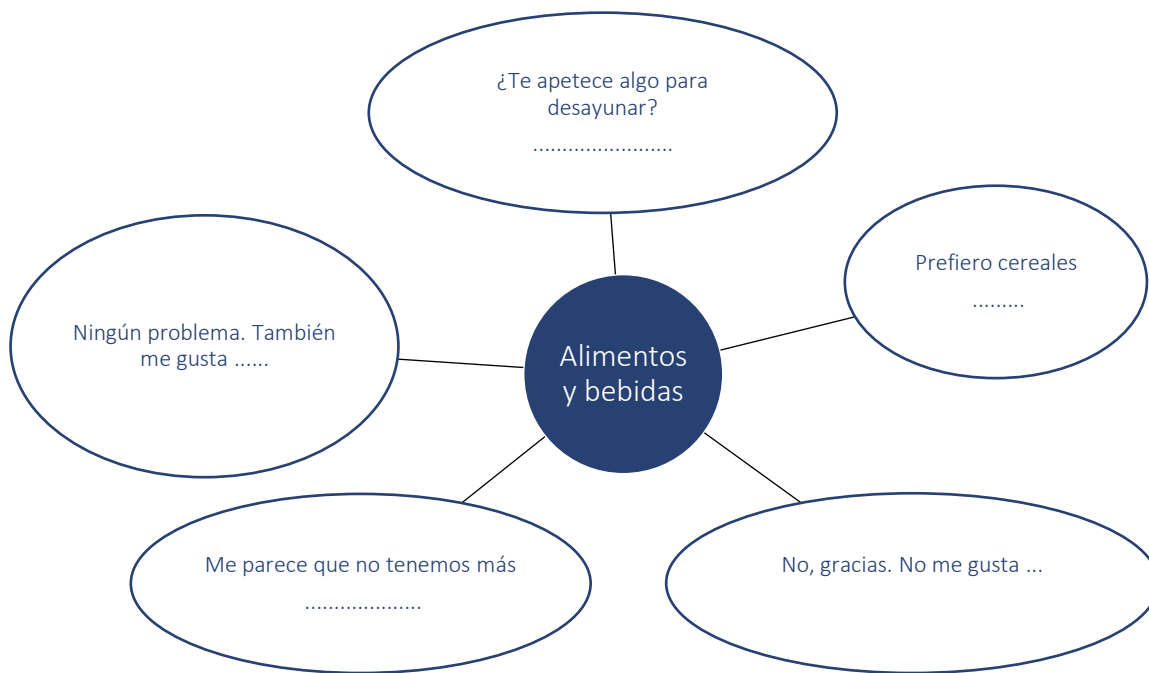 ¿Te apetece algo para
desayunar?
........................
Prefiero cereales
.........
No, gracias. No me gusta ...
Me parece que no tenemos más
....................
Ningún problema. También
me gusta ......
Alimentos
y bebidas